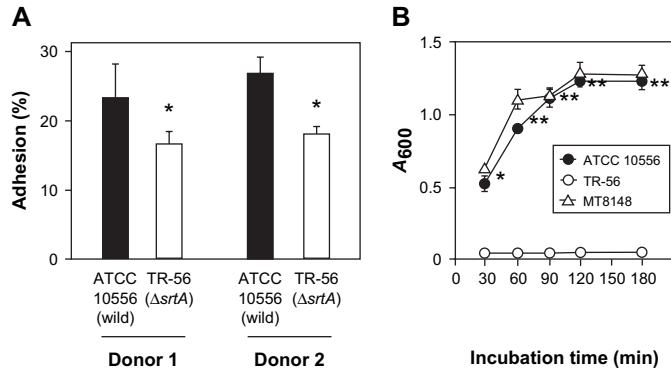 A
Adhesion (%)
30
20
10
0
*
*
ATCC
10556
(wild)
TR-56
(ΔsrtA)
ATCC
10556
(wild)
TR-56
(ΔsrtA)
Donor 1
Donor 2
B
A600
1.5
1.0
0.5
0
*
**
**
**
**
ATCC 10556
TR-56
MT8148
0 30 60 90 120 150 180
Incubation time (min)